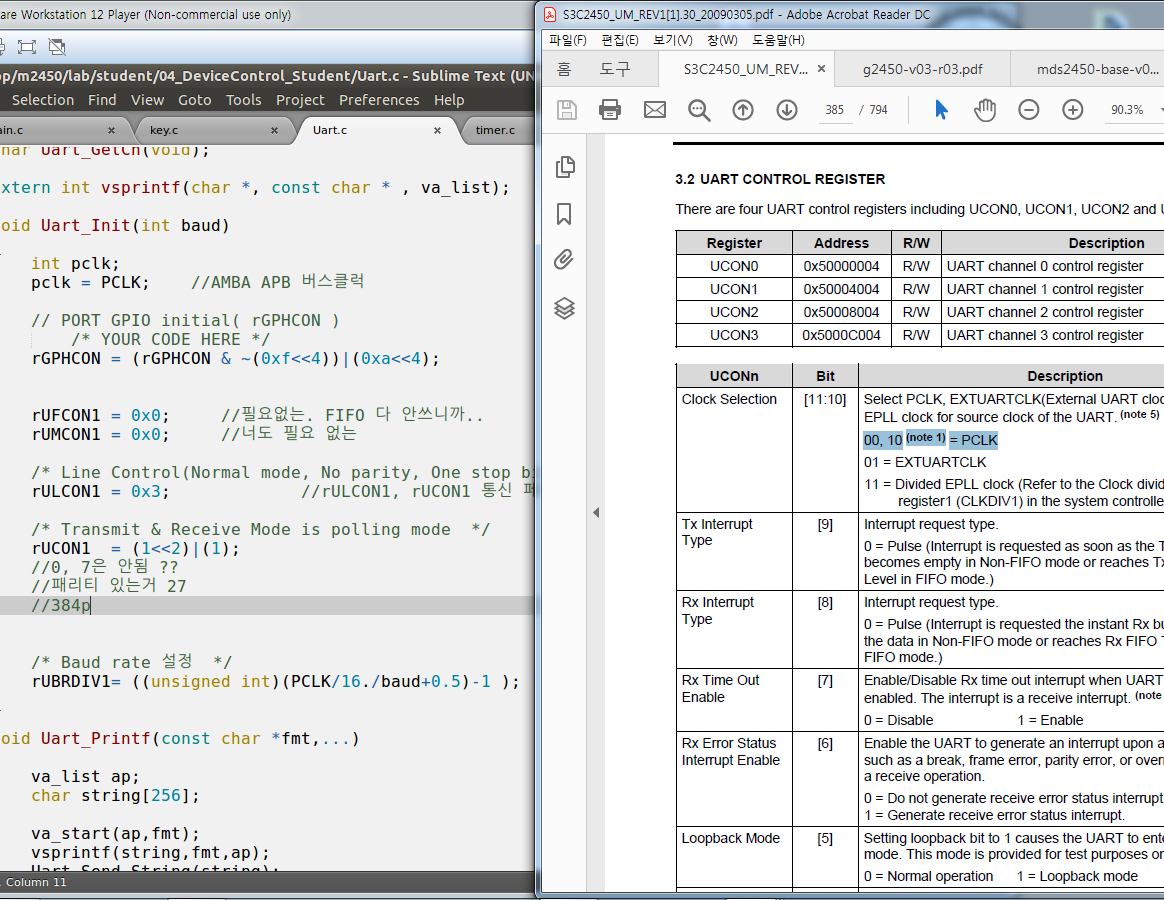 are Workstation 12 Player (Non-commercial use only)
op/m2450/lab/student/04_DeviceControl_Student/Uart.c - Sublime Text (UN
Selection Find View Goto Tools Project Preferences Help
ain.c × key.c × Uart.c × timer.c
har Uart_GetCh(void);
xtern int vsprintf(char *, const char * , va_list);
oid Uart_Init(int baud)
int pclk;
pclk = PCLK; //AMBA APB 버스클럭
// PORT GPIO initial( rGPHCON )
/* YOUR CODE HERE */
rGPHCON = (rGPHCON & ~(0xf<<4))|(0xa<<4);
rUFCON1 = 0x0; //필요없는. FIFO 다 안쓰니까..
rUMCON1 = 0x0; //너도 필요 없는
/* Line Control(Normal mode, No parity, One stop b
rULCON1 = 0x3; //rULCON1, rUCON1 통신
/* Transmit & Receive Mode is polling mode */
rUCON1 = (1<<2)|(1);
//0, 7은 안됨 ??
//패리티 있는거 27
//384p
/* Baud rate 설정 */
rUBRDIV1= ((unsigned int)(PCLK/16./baud+0.5)-1 );
oid Uart_Printf(const char *fmt,...)
va_list ap;
char string[256];
va_start(ap,fmt);
vsprintf(string,fmt,ap);
Uart_Send_String(string);
Column 11
S3C2450_UM_REV1[1].30_20090305.pdf - Adobe Acrobat Reader DC
파일(F) 편집(E) 보기(V) 창(W) 도움말(H)
홈 도구 S3C2450_UM_REV... × g2450-v03-r03.pdf mds2450-base-v0...
385 / 794 90.3%
3.2 UART CONTROL REGISTER
There are four UART control registers including UCON0, UCON1, UCON2 and U
Register Address R/W Description
UCON0 0x50000004 R/W UART channel 0 control register
UCON1 0x50004004 R/W UART channel 1 control register
UCON2 0x50008004 R/W UART channel 2 control register
UCON3 0x5000C004 R/W UART channel 3 control register
UCONn Bit Description
Clock Selection [11:10] Select PCLK, EXTUARTCLK(External UART cloc
EPLL clock for source clock of the UART. (note 5)
00, 10 (note 1) = PCLK
01 = EXTUARTCLK
11 = Divided EPLL clock (Refer to the Clock divid
register1 (CLKDIV1) in the system controlle
Tx Interrupt Type [9] Interrupt request type.
0 = Pulse (Interrupt is requested as soon as the T
becomes empty in Non-FIFO mode or reaches Tx
Level in FIFO mode.)
Rx Interrupt Type [8] Interrupt request type.
0 = Pulse (Interrupt is requested the instant Rx bu
the data in Non-FIFO mode or reaches Rx FIFO T
FIFO mode.)
Rx Time Out Enable [7] Enable/Disable Rx time out interrupt when UART
enabled. The interrupt is a receive interrupt. (note
0 = Disable 1 = Enable
Rx Error Status Interrupt Enable [6] Enable the UART to generate an interrupt upon a
such as a break, frame error, parity error, or over
a receive operation.
0 = Do not generate receive error status interrupt
1 = Generate receive error status interrupt.
Loopback Mode [5] Setting loopback bit to 1 causes the UART to ente
mode. This mode is provided for test purposes or
0 = Normal operation 1 = Loopback mode